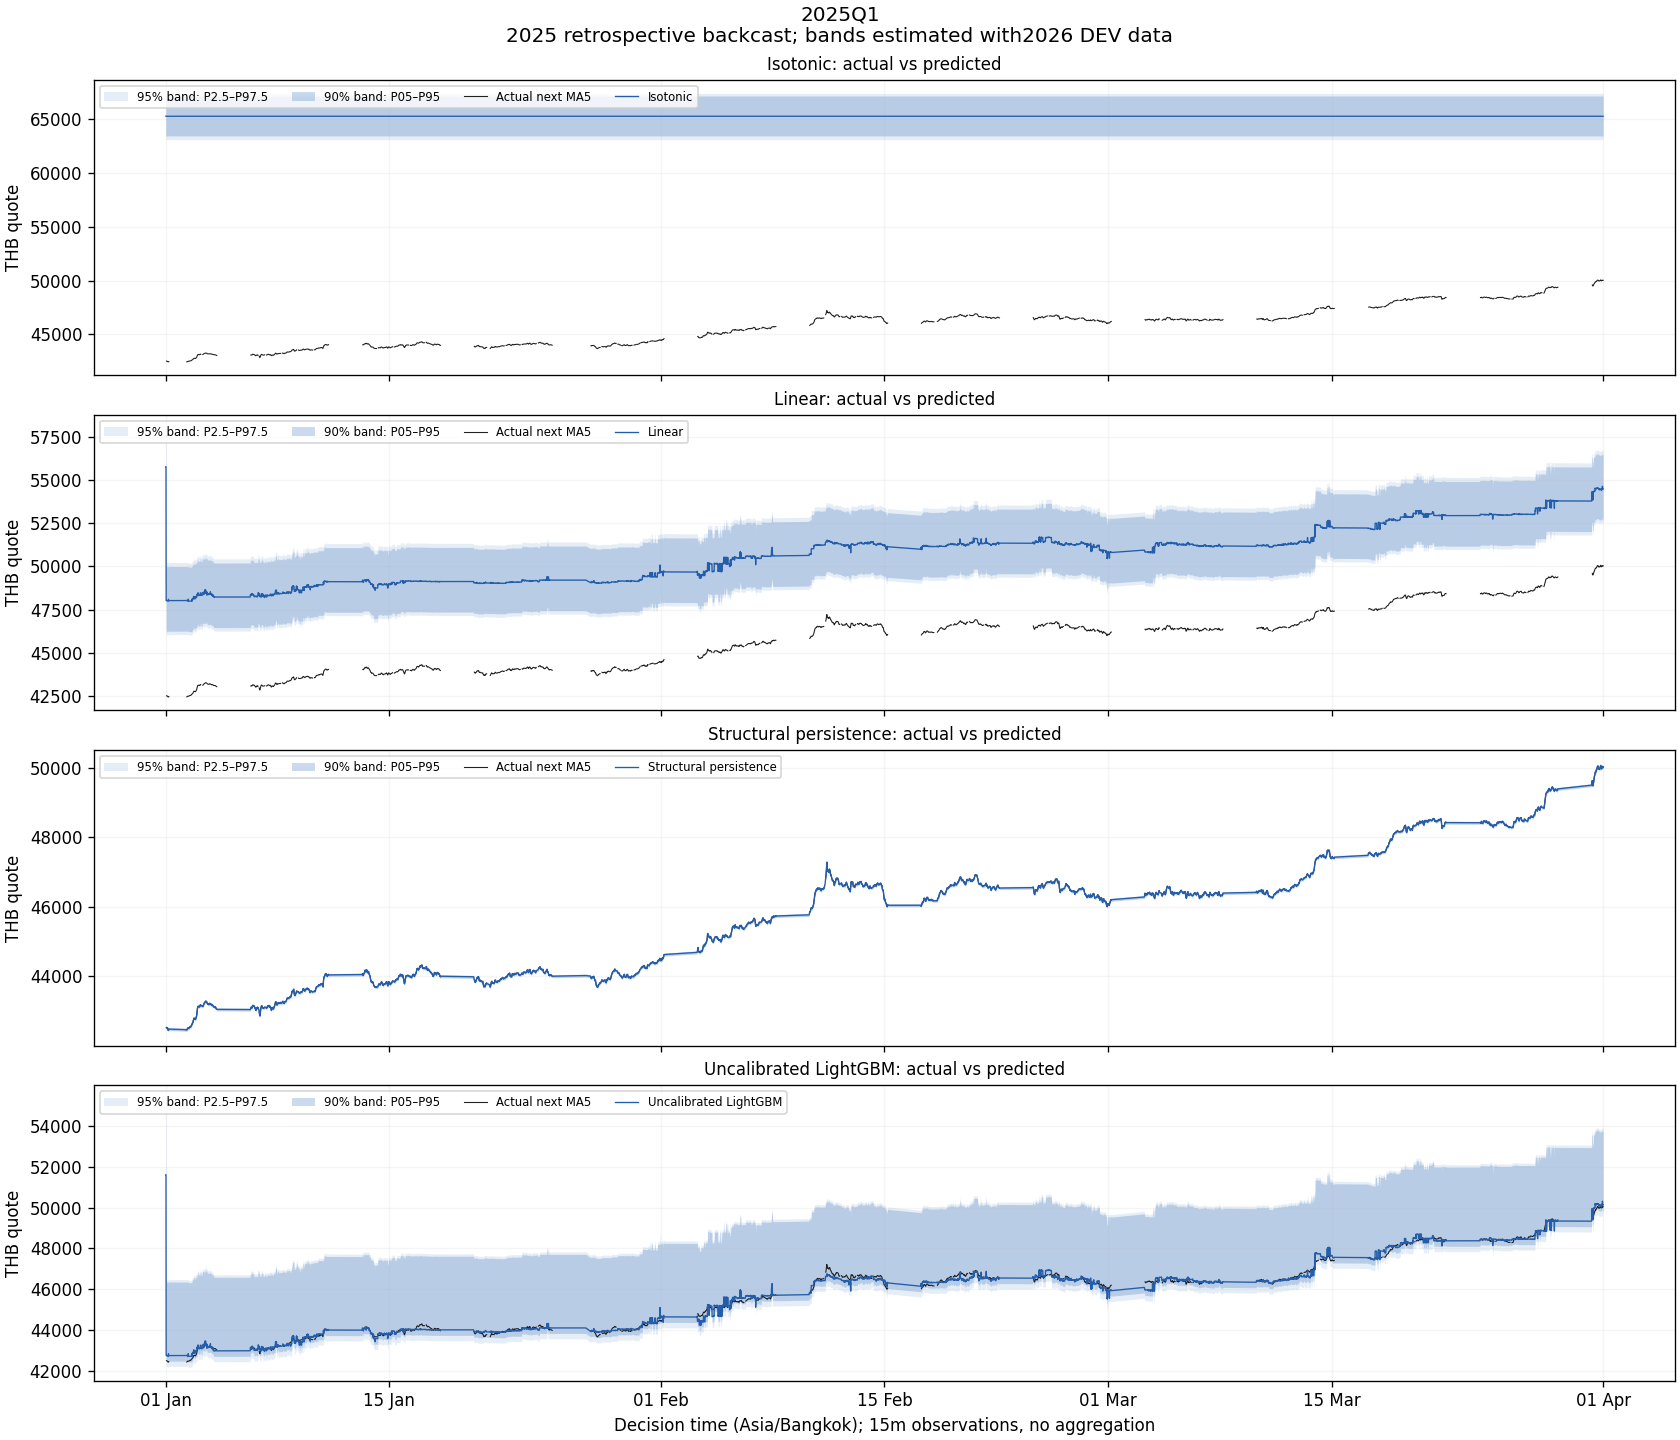 2025Q1
2025 retrospective backcast; bands estimated with2026 DEV data
Isotonic: actual vs predicted
95% band: P2.5–P97.5 90% band: P05–P95 Actual next MA5 Isotonic
THB quote
65000
60000
55000
50000
45000
Linear: actual vs predicted
95% band: P2.5–P97.5 90% band: P05–P95 Actual next MA5 Linear
THB quote
57500
55000
52500
50000
47500
45000
42500
Structural persistence: actual vs predicted
95% band: P2.5–P97.5 90% band: P05–P95 Actual next MA5 Structural persistence
THB quote
50000
48000
46000
44000
Uncalibrated LightGBM: actual vs predicted
95% band: P2.5–P97.5 90% band: P05–P95 Actual next MA5 Uncalibrated LightGBM
THB quote
54000
52000
50000
48000
46000
44000
42000
01 Jan 15 Jan 01 Feb 15 Feb 01 Mar 15 Mar 01 Apr
Decision time (Asia/Bangkok); 15m observations, no aggregation